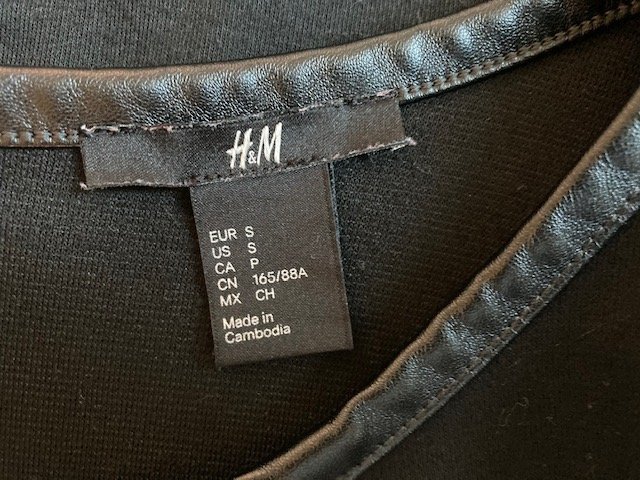 H&M
EUR S
US S
CA P
CN 165/88A
MX CH
Made in
Cambodia